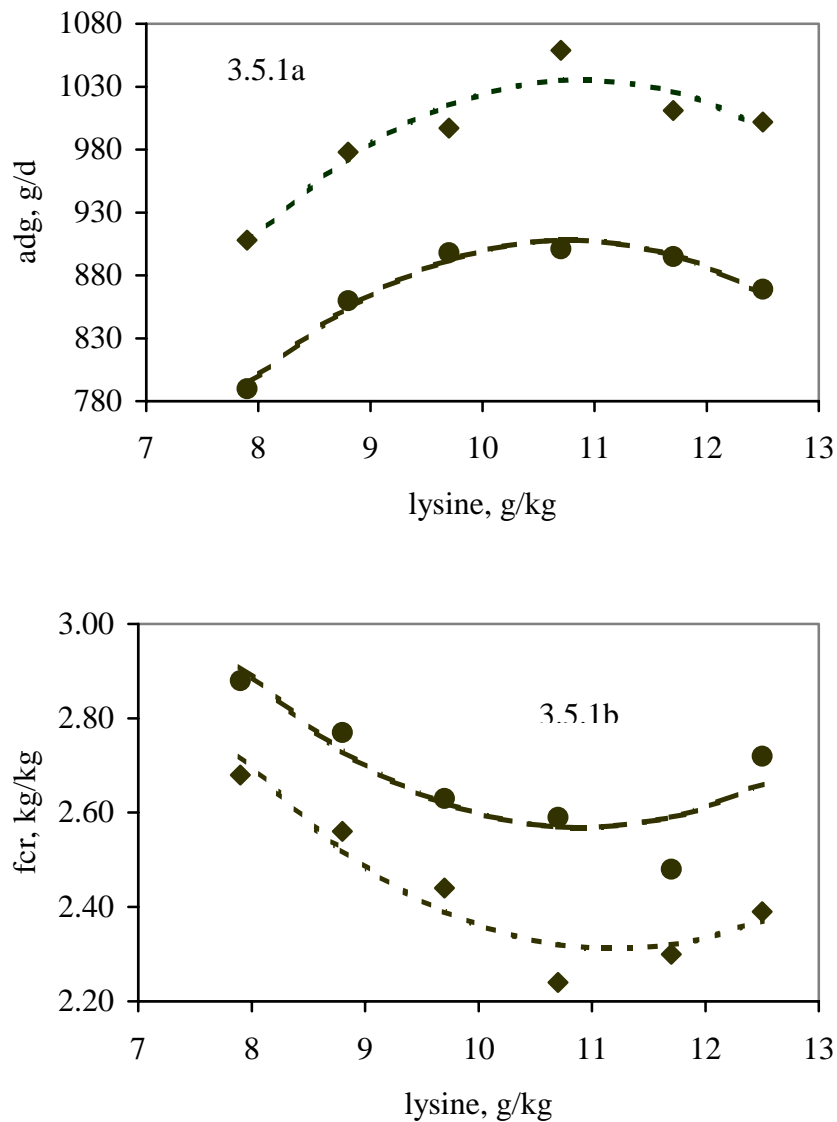 1080
3.5.1a
1030
980
930
880
830
780
adg, g/d
7 8 9 10 11 12 13
lysine, g/kg
3.00
2.80
3.5.1b
2.60
2.40
2.20
fcr, kg/kg
7 8 9 10 11 12 13
lysine, g/kg